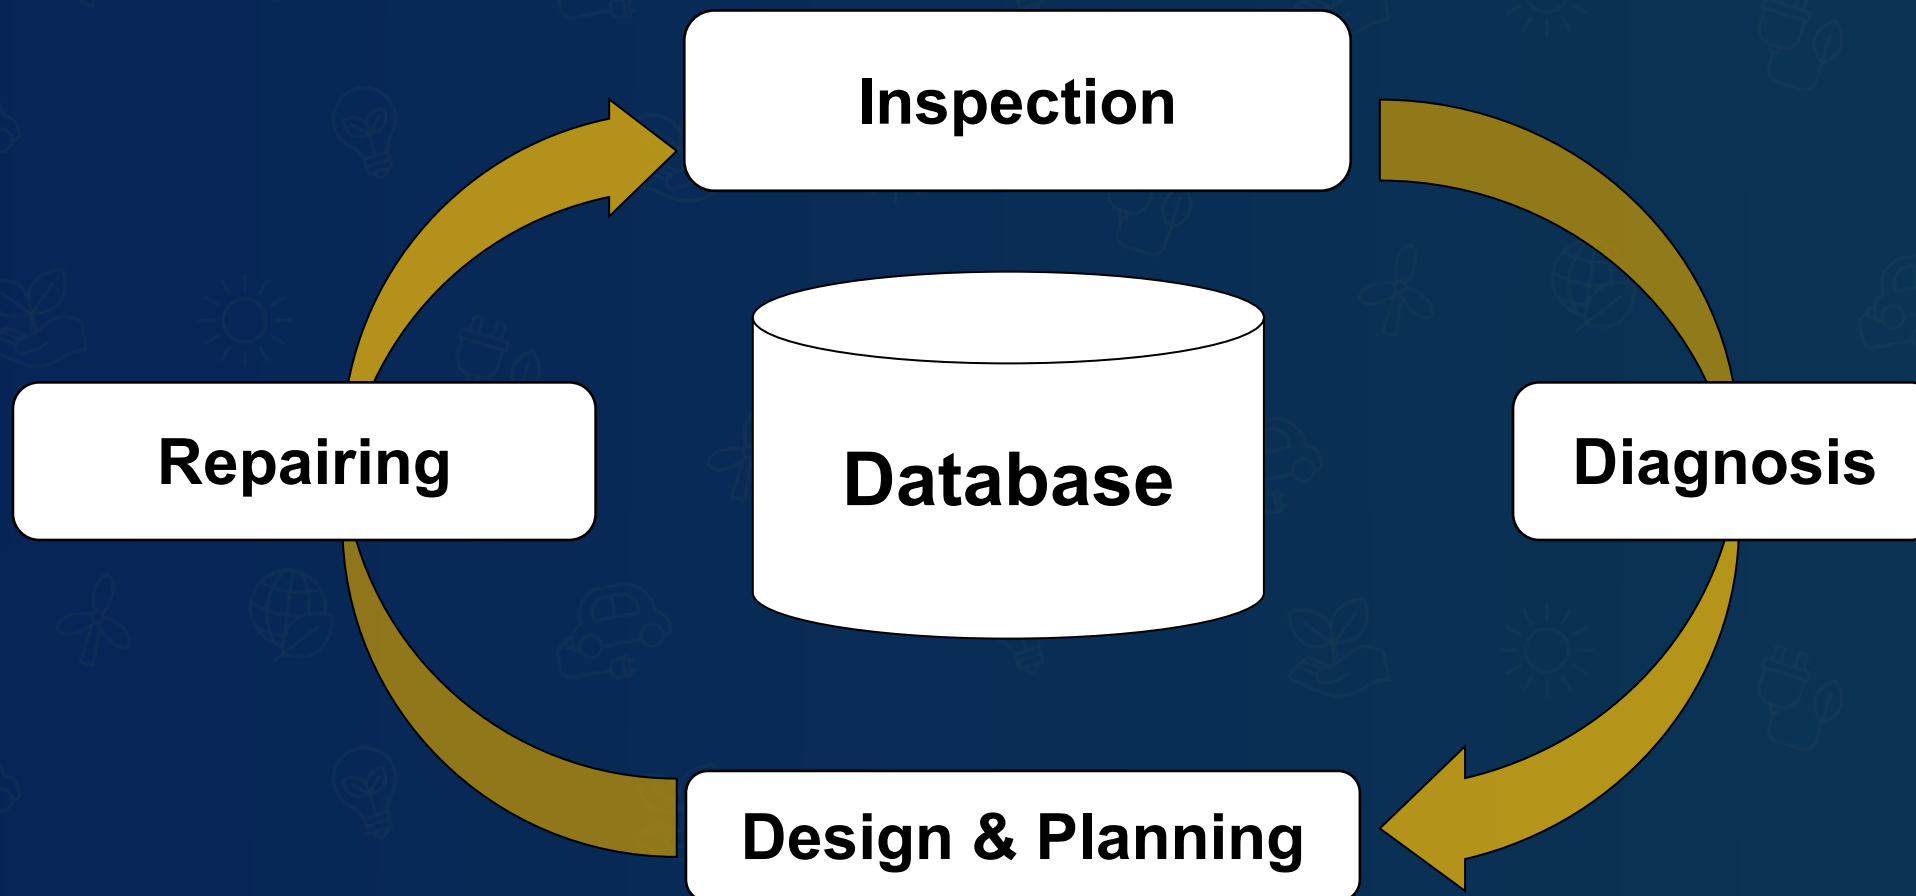 Inspection
Repairing
Database
Diagnosis
Design & Planning